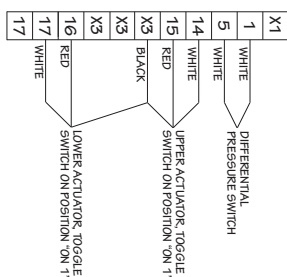 X1
1 WHITE
5 WHITE
DIFFERENTIAL
PRESSURE SWITCH
14 WHITE
15 RED
X3 BLACK
UPPER ACTUATOR, TOGGLE
SWITCH ON POSITION "ON 1"
X3
X3
16 RED
17 WHITE
LOWER ACTUATOR, TOGGLE
SWITCH ON POSITION "ON 1"
17